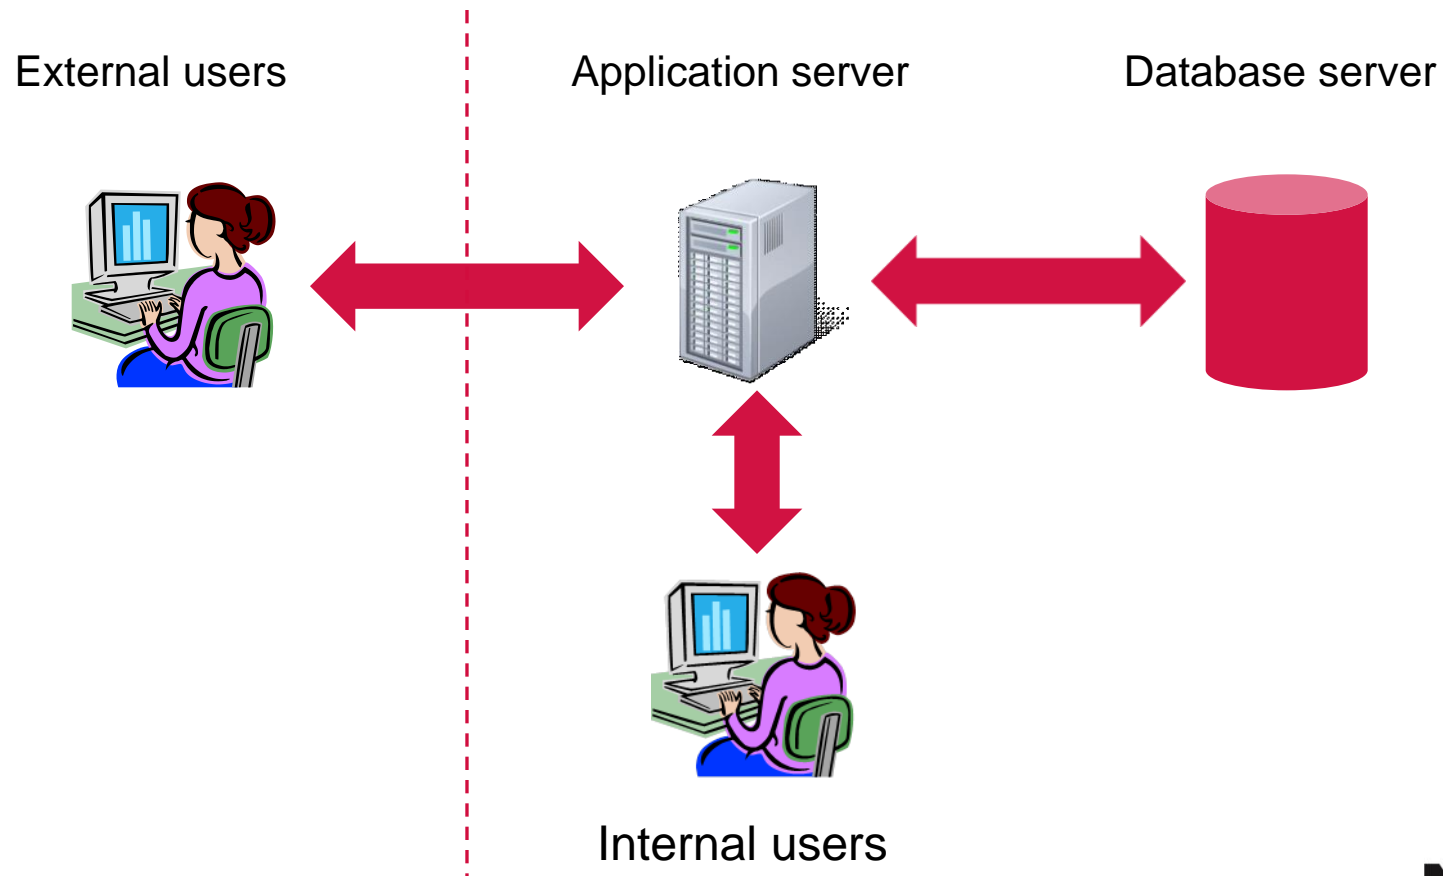 External users
Application server
Database server
Internal users